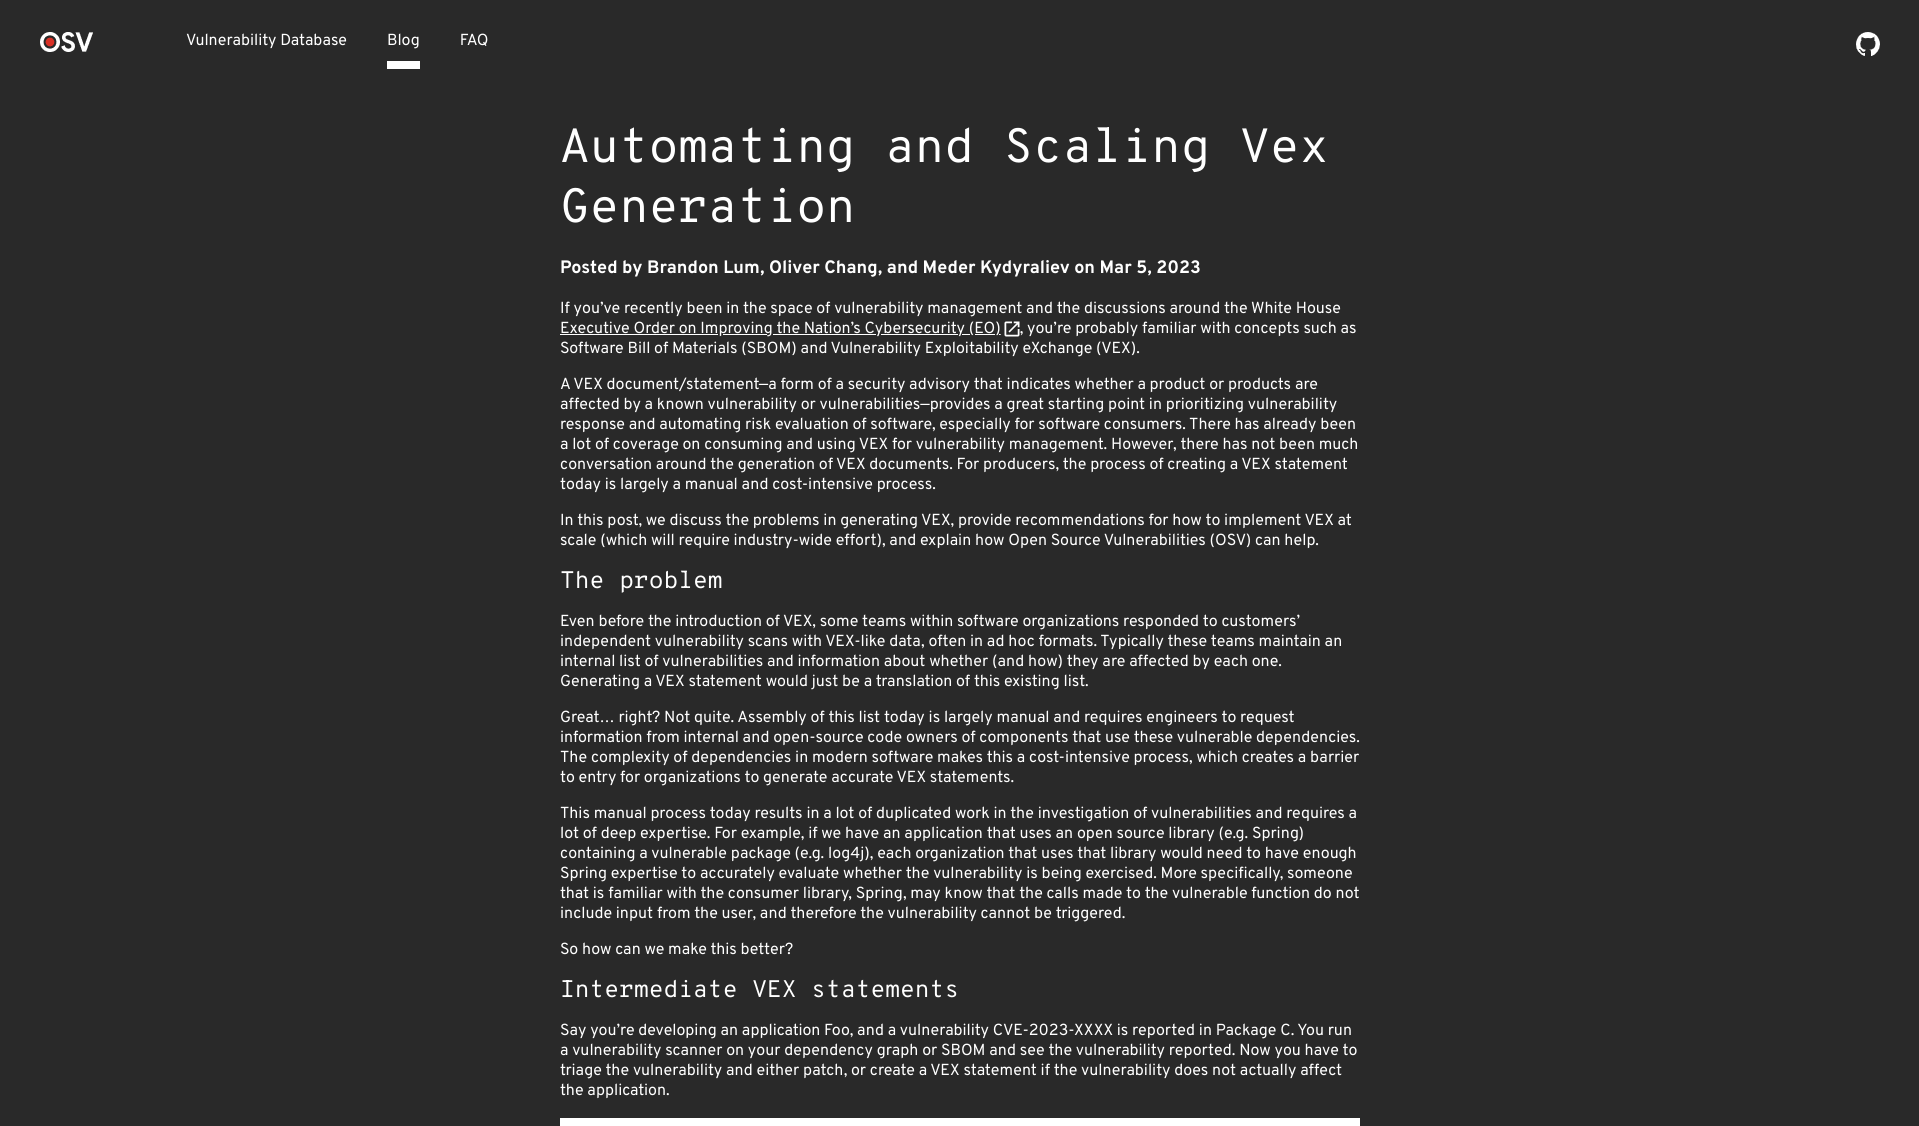 OSV
Vulnerability Database
Blog
FAQ
Automating and Scaling Vex
Generation
Posted by Brandon Lum, Oliver Chang, and Meder Kydyraliev on Mar 5, 2023
If you’ve recently been in the space of vulnerability management and the discussions around the White House
Executive Order on Improving the Nation’s Cybersecurity (EO), you’re probably familiar with concepts such as
Software Bill of Materials (SBOM) and Vulnerability Exploitability eXchange (VEX).
A VEX document/statement—a form of a security advisory that indicates whether a product or products are
affected by a known vulnerability or vulnerabilities—provides a great starting point in prioritizing vulnerability
response and automating risk evaluation of software, especially for software consumers. There has already been
a lot of coverage on consuming and using VEX for vulnerability management. However, there has not been much
conversation around the generation of VEX documents. For producers, the process of creating a VEX statement
today is largely a manual and cost-intensive process.
In this post, we discuss the problems in generating VEX, provide recommendations for how to implement VEX at
scale (which will require industry-wide effort), and explain how Open Source Vulnerabilities (OSV) can help.
The problem
Even before the introduction of VEX, some teams within software organizations responded to customers’
independent vulnerability scans with VEX-like data, often in ad hoc formats. Typically these teams maintain an
internal list of vulnerabilities and information about whether (and how) they are affected by each one.
Generating a VEX statement would just be a translation of this existing list.
Great… right? Not quite. Assembly of this list today is largely manual and requires engineers to request
information from internal and open-source code owners of components that use these vulnerable dependencies.
The complexity of dependencies in modern software makes this a cost-intensive process, which creates a barrier
to entry for organizations to generate accurate VEX statements.
This manual process today results in a lot of duplicated work in the investigation of vulnerabilities and requires a
lot of deep expertise. For example, if we have an application that uses an open source library (e.g. Spring)
containing a vulnerable package (e.g. log4j), each organization that uses that library would need to have enough
Spring expertise to accurately evaluate whether the vulnerability is being exercised. More specifically, someone
that is familiar with the consumer library, Spring, may know that the calls made to the vulnerable function do not
include input from the user, and therefore the vulnerability cannot be triggered.
So how can we make this better?
Intermediate VEX statements
Say you’re developing an application Foo, and a vulnerability CVE-2023-XXXX is reported in Package C. You run
a vulnerability scanner on your dependency graph or SBOM and see the vulnerability reported. Now you have to
triage the vulnerability and either patch, or create a VEX statement if the vulnerability does not actually affect
the application.